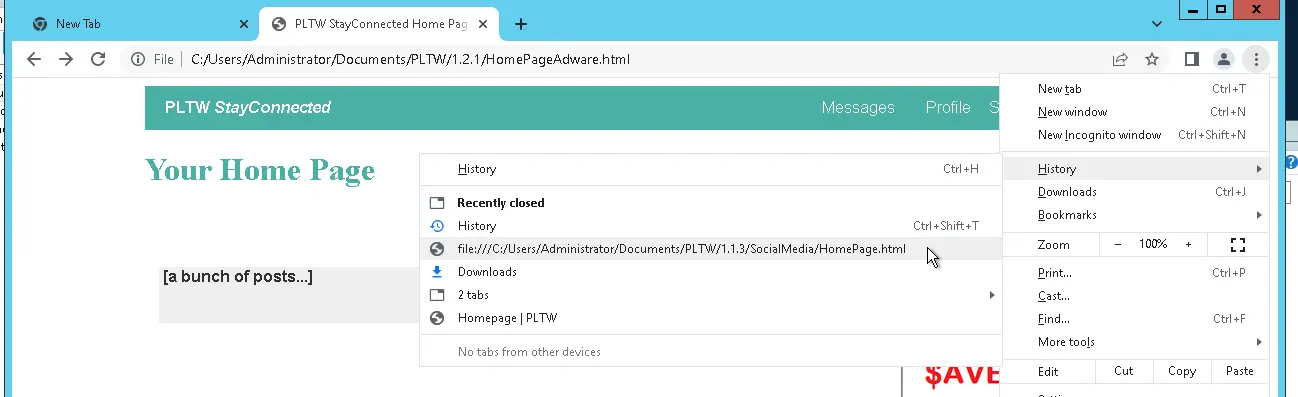 New Tab
PLTW StayConnected Home Pag
File | C:/Users/Administrator/Documents/PLTW/1.2.1/HomePageAdware.html
PLTW StayConnected Messages Profile S
Your Home Page
[a bunch of posts...]
$AVE
New tab Ctrl+T
New window Ctrl+N
New Incognito window Ctrl+Shift+N
History
Downloads Ctrl+J
Bookmarks
Zoom – 100% +
Print... Ctrl+P
Cast...
Find... Ctrl+F
More tools
Edit Cut Copy Paste
History Ctrl+H
Recently closed
History Ctrl+Shift+T
file:///C:/Users/Administrator/Documents/PLTW/1.1.3/SocialMedia/HomePage.html
Downloads
2 tabs
Homepage | PLTW
No tabs from other devices